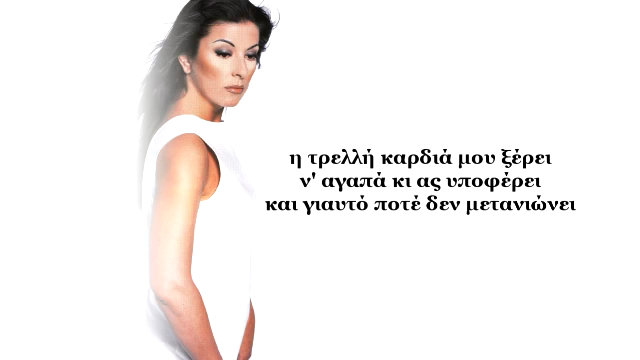 η τρελλή καρδιά μου ξέρει
ν' αγαπά κι ας υποφέρει
και γιαυτό ποτέ δεν μετανιώνει